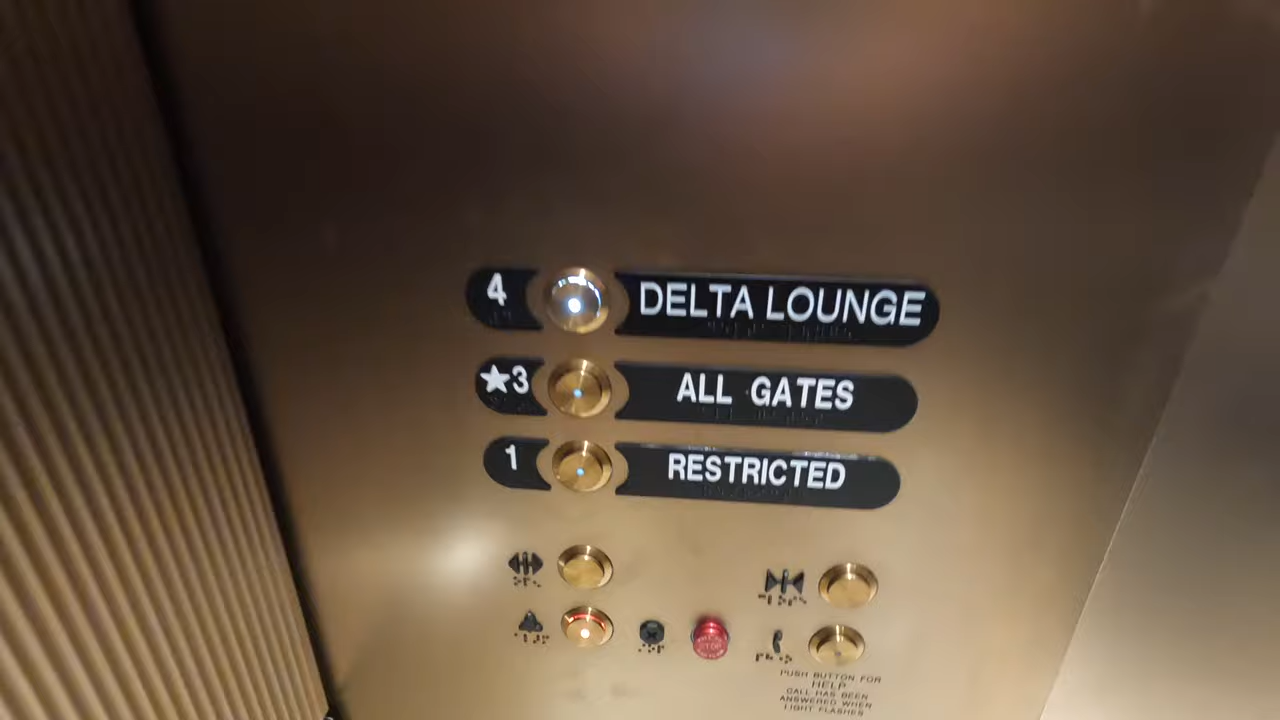 4 DELTA LOUNGE
★3 ALL GATES
1 RESTRICTED
PUSH BUTTON FOR
HELP
CALL HAS BEEN
ANSWERED WHEN
LIGHT FLASHES